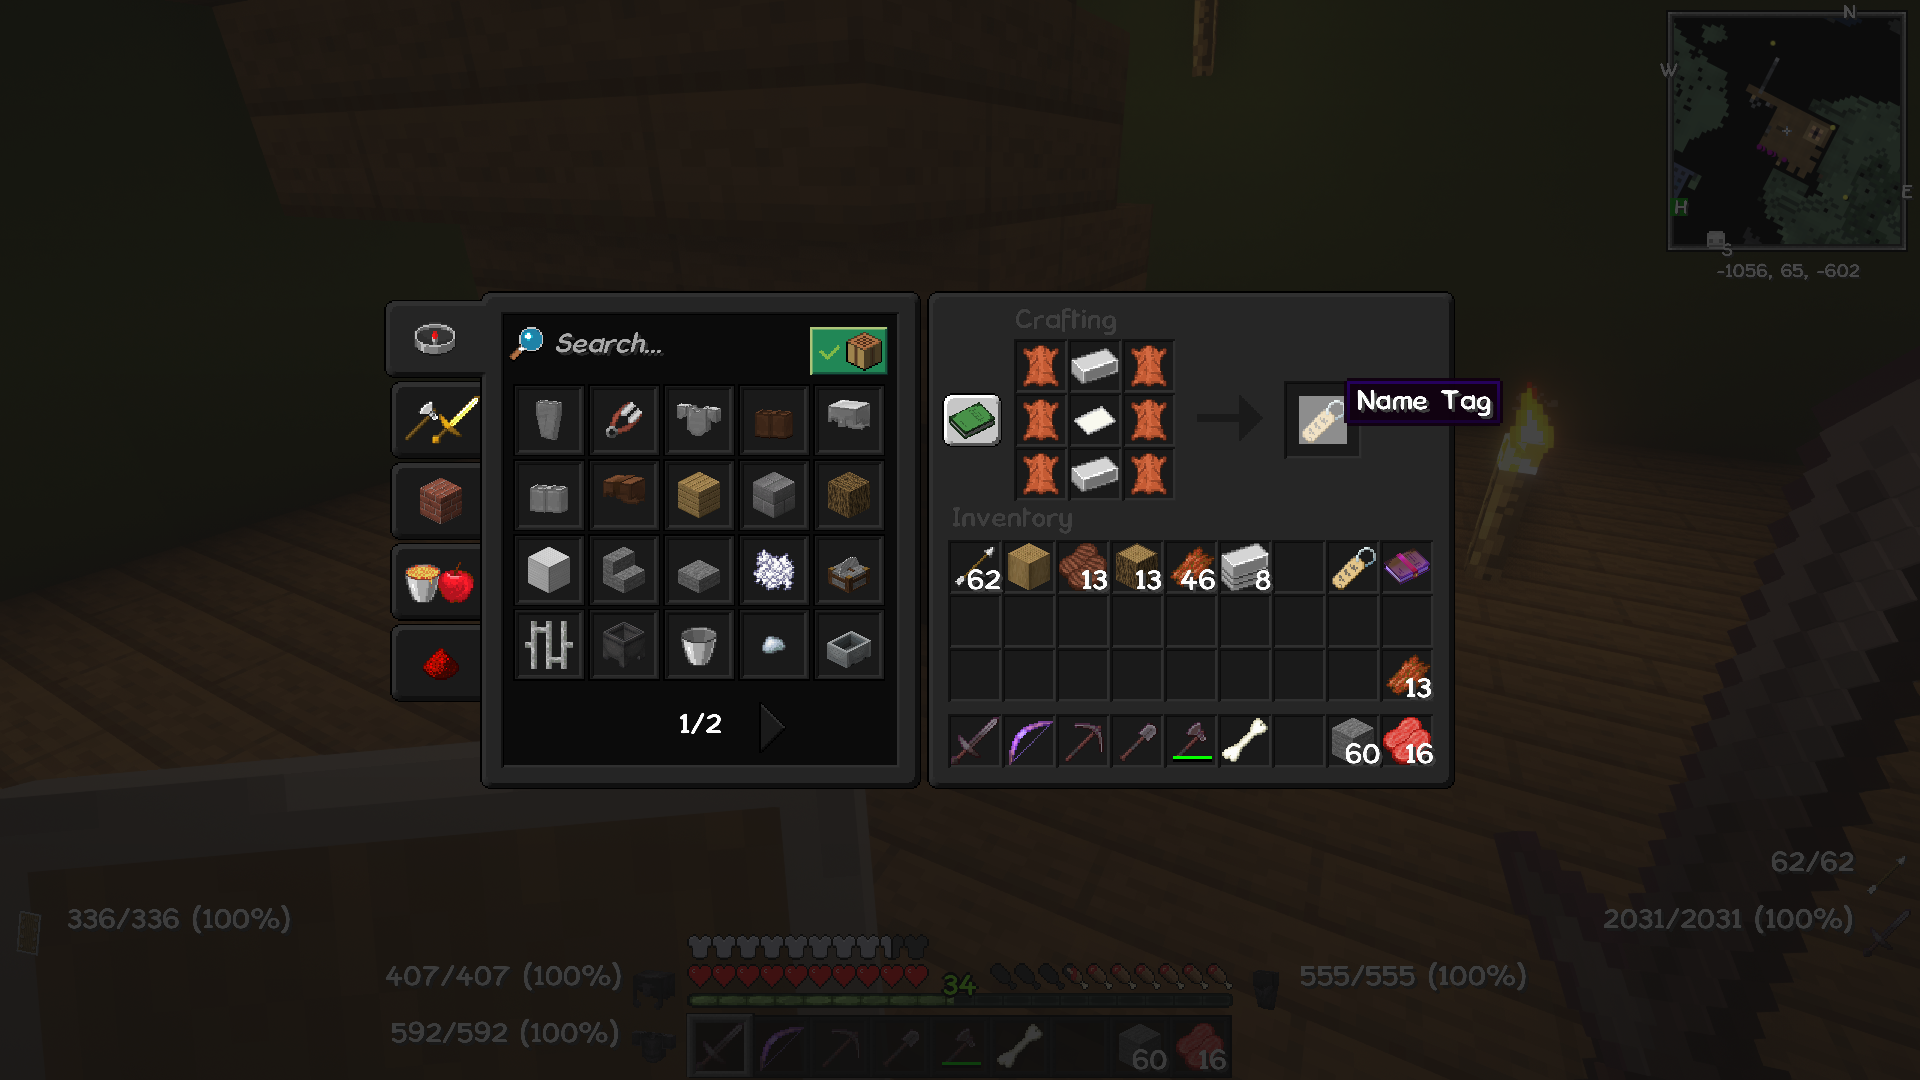 N
W
E
H
S
-1056, 65, -602
Search...
Crafting
Name Tag
Inventory
62
13
13
46
8
13
60
16
1/2
62/62
336/336 (100%)
2031/2031 (100%)
407/407 (100%)
34
555/555 (100%)
592/592 (100%)
60
16